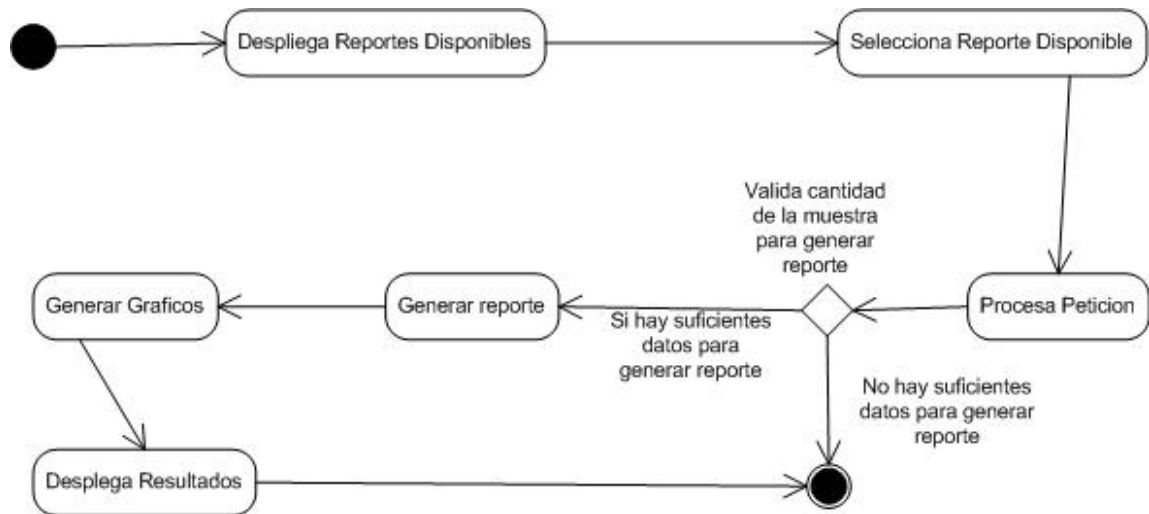 Despliega Reportes Disponibles
Selecciona Reporte Disponible
Valida cantidad
de la muestra
para generar
reporte
Generar Graficos
Generar reporte
Procesa Peticion
Si hay suficientes
datos para
generar reporte
No hay suficientes
datos para generar
reporte
Desplega Resultados